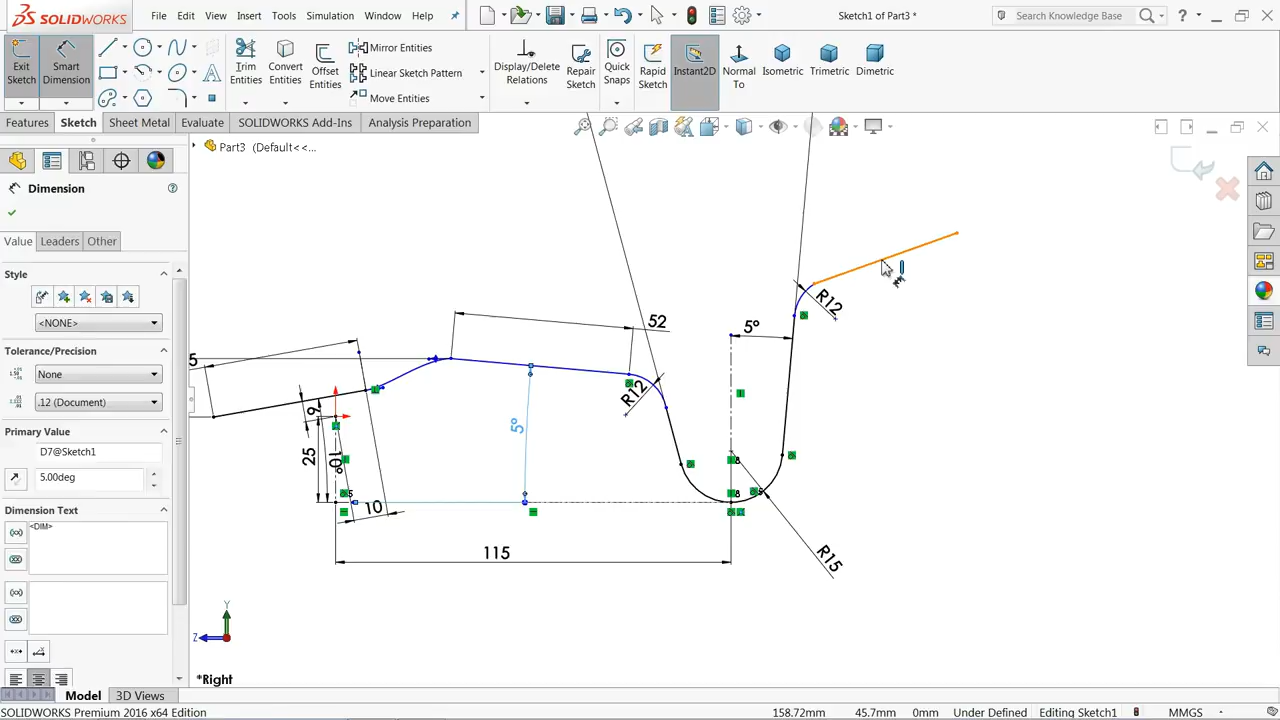 SOLIDWORKS
File
Edit
View
Insert
Tools
Simulation
Window
Help
Sketch1 of Part3 *
Search Knowledge Base
?
Exit
Sketch
Smart
Dimension
Trim
Entities
Convert
Entities
Offset
Entities
Mirror Entities
Linear Sketch Pattern
Move Entities
Display/Delete
Relations
Repair
Sketch
Quick
Snaps
Rapid
Sketch
Instant2D
Normal
To
Isometric
Trimetric
Dimetric
Features
Sketch
Sheet Metal
Evaluate
SOLIDWORKS Add-Ins
Analysis Preparation
Part3 (Default<<...
Dimension
Value
Leaders
Other
Style
<NONE>
Tolerance/Precision
None
.12 (Document)
Primary Value
D7@Sketch1
5.00deg
Dimension Text
<DIM>
5
52
R12
5°
R12
9
25
10°
5°
10
115
R15
Y
Z
*Right
Model
3D Views
SOLIDWORKS Premium 2016 x64 Edition
158.72mm
45.7mm
0mm
Under Defined
Editing Sketch1
MMGS